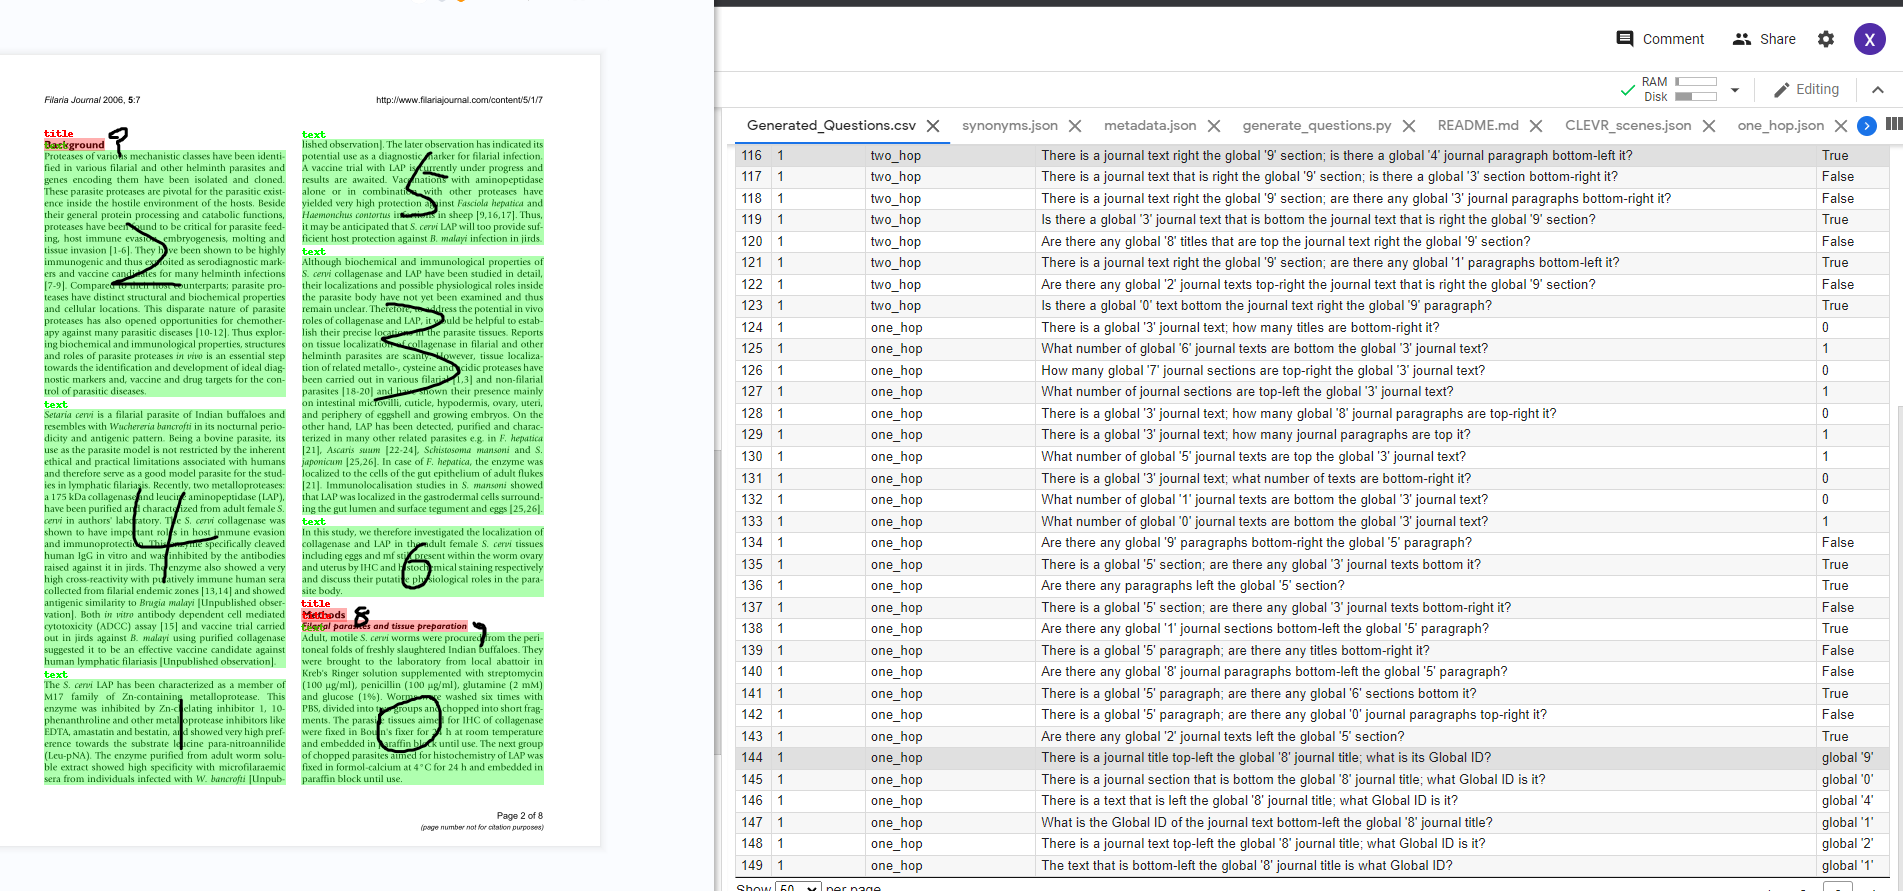 Filaria Journal 2006, 5:7
http://www.filariajournal.com/content/5/1/7
title
Background
9
Proteases of various mechanistic classes have been identi-
fied in various filarial and other helminth parasites and
genes encoding them have been isolated and cloned.
These parasite proteases are pivotal for the parasitic exist-
ence inside the hostile environment of the hosts. Beside
their general protein processing and catabolic functions,
proteases have been found to be critical for parasite feed-
ing, host immune evasion, embryogenesis, molting and
tissue invasion [1-6]. They have been shown to be highly
immunogenic and thus exploited as serodiagnostic mark-
ers and vaccine candidates for many helminth infections
[7-9]. Compared to their host counterparts; parasite pro-
teases have distinct structural and biochemical properties
and cellular locations. This disparate nature of parasite
proteases has also opened opportunities for chemother-
apy against many parasitic diseases [10-12]. Thus explor-
ing biochemical and immunological properties, structures
and roles of parasite proteases in vivo is an essential step
towards the identification and development of ideal diag-
nostic markers and, vaccine and drug targets for the con-
trol of parasitic diseases.
2
text
Setaria cervi is a filarial parasite of Indian buffaloes and
resembles with Wuchereria bancrofti in its nocturnal perio-
dicity and antigenic pattern. Being a bovine parasite, its
use as the parasite model is not restricted by the inherent
ethical and practical limitations associated with humans
and therefore serve as a good model parasite for the stud-
ies in lymphatic filariasis. Recently, two metalloproteases:
a 175 kDa collagenase and leucine aminopeptidase (LAP),
have been purified and characterized from adult female S.
cervi in authors' laboratory. The S. cervi collagenase was
shown to have important role in host immune evasion
and immunoprotection. This enzyme specifically cleaved
human IgG in vitro and was inhibited by the antibodies
raised against it in jirds. The enzyme also showed a very
high cross-reactivity with putatively immune human sera
collected from filarial endemic zones [13,14] and showed
antigenic similarity to Brugia malayi [Unpublished obser-
vation]. Both in vitro antibody dependent cell mediated
cytotoxicity (ADCC) assay [15] and vaccine trial carried
out in jirds against B. malayi using purified collagenase
suggested it to be an effective vaccine candidate against
human lymphatic filariasis [Unpublished observation].
4
text
The S. cervi LAP has been characterized as a member of
M17 family of Zn-containing metalloprotease. This
enzyme was inhibited by Zn-chelating inhibitor 1, 10-
phenanthroline and other metalloprotease inhibitors like
EDTA, amastatin and bestatin, and showed very high pref-
erence towards the substrate leucine para-nitroanilide
(Leu-pNA). The enzyme purified from adult worm solu-
ble extract showed high specificity with microfilaraemic
sera from individuals infected with W. bancrofti [Unpub-
1
text
lished observation]. The later observation has indicated its
potential use as a diagnostic marker for filarial infection.
A vaccine trial with LAP is currently under progress and
results are awaited. Vaccinations with aminopeptidase
alone or in combination with other proteases have
yielded very high protection against Fasciola hepatica and
Haemonchus contortus infections in sheep [9,16,17]. Thus,
it may be anticipated that S. cervi LAP will too provide suf-
ficient host protection against B. malayi infection in jirds.
5
text
Although biochemical and immunological properties of
S. cervi collagenase and LAP have been studied in detail,
their localizations and possible physiological roles inside
the parasite body have not yet been examined and thus
remain unclear. Therefore, to address the potential in vivo
roles of collagenase and LAP, it would be helpful to estab-
lish their precise locations in the parasite tissues. Reports
on tissue localization of collagenase in filarial and other
helminth parasites are scanty. However, tissue localiza-
tion of related metallo-, cysteine and acidic proteases have
been carried out in various filarial [1,3] and non-filarial
parasites [18-20] and have shown their presence mainly
on intestinal microvilli, cuticle, hypodermis, ovary, uteri,
and periphery of eggshell and growing embryos. On the
other hand, LAP has been detected, purified and charac-
terized in many other related parasites e.g. in F. hepatica
[21], Ascaris suum [22-24], Schistosoma mansoni and S.
japonicum [25,26]. In case of F. hepatica, the enzyme was
localized to the cells of the gut epithelium of adult flukes
[21]. Immunolocalisation studies in S. mansoni showed
that LAP was localized in the gastrodermal cells surround-
ing the gut lumen and surface tegument and eggs [25,26].
3
text
In this study, we therefore investigated the localization of
collagenase and LAP in the adult female S. cervi tissues
including eggs and mf still present within the worm ovary
and uterus by IHC and histochemical staining respectively
and discuss their putative physiological roles in the para-
site body.
6
title
Methods
8
Filarial parasites and tissue preparation
7
Adult female S. cervi worms were procured from the peri-
toneal folds of freshly slaughtered Indian buffaloes. They
were brought to the laboratory from local abattoir in
Kreb's Ringer solution supplemented with streptomycin
(100 µg/ml), penicillin (100 µg/ml), glutamine (2 mM)
and glucose (1%). Worms were washed six times with
PBS, divided into two groups and chopped into short frag-
ments. The parasite tissues aimed for IHC of collagenase
were fixed in Bouin's fixer for h at room temperature
and embedded in paraffin block until use. The next group
of chopped parasites aimed for histochemistry of LAP was
fixed in formol-calcium at 4°C for 24 h and embedded in
paraffin block until use.
0
Page 2 of 8
(page number not for citation purposes)
Comment Share X
RAM
Disk
Editing
Generated_Questions.csv synonyms.json metadata.json generate_questions.py README.md CLEVR_scenes.json one_hop.json
116 1 two_hop There is a journal text right the global '9' section; is there a global '4' journal paragraph bottom-left it? True
117 1 two_hop There is a journal text that is right the global '9' section; is there a global '3' section bottom-right it? False
118 1 two_hop There is a journal text right the global '9' section; are there any global '3' journal paragraphs bottom-right it? False
119 1 two_hop Is there a global '3' journal text that is bottom the journal text that is right the global '9' section? True
120 1 two_hop Are there any global '8' titles that are top the journal text right the global '9' section? False
121 1 two_hop There is a journal text right the global '9' section; are there any global '1' paragraphs bottom-left it? True
122 1 two_hop Are there any global '2' journal texts top-right the journal text that is right the global '9' section? False
123 1 two_hop Is there a global '0' text bottom the journal text right the global '9' paragraph? True
124 1 one_hop There is a global '3' journal text; how many titles are bottom-right it? 0
125 1 one_hop What number of global '6' journal texts are bottom the global '3' journal text? 1
126 1 one_hop How many global '7' journal sections are top-right the global '3' journal text? 0
127 1 one_hop What number of journal sections are top-left the global '3' journal text? 1
128 1 one_hop There is a global '3' journal text; how many global '8' journal paragraphs are top-right it? 0
129 1 one_hop There is a global '3' journal text; how many journal paragraphs are top it? 1
130 1 one_hop What number of global '5' journal texts are top the global '3' journal text? 1
131 1 one_hop There is a global '3' journal text; what number of texts are bottom-right it? 0
132 1 one_hop What number of global '1' journal texts are bottom the global '3' journal text? 0
133 1 one_hop What number of global '0' journal texts are bottom the global '3' journal text? 1
134 1 one_hop Are there any global '9' paragraphs bottom-right the global '5' paragraph? False
135 1 one_hop There is a global '5' section; are there any global '3' journal texts bottom it? True
136 1 one_hop Are there any paragraphs left the global '5' section? True
137 1 one_hop There is a global '5' section; are there any global '3' journal texts bottom-right it? False
138 1 one_hop Are there any global '1' journal sections bottom-left the global '5' paragraph? True
139 1 one_hop There is a global '5' paragraph; are there any titles bottom-right it? False
140 1 one_hop Are there any global '8' journal paragraphs bottom-left the global '5' paragraph? False
141 1 one_hop There is a global '5' paragraph; are there any global '6' sections bottom it? True
142 1 one_hop There is a global '5' paragraph; are there any global '0' journal paragraphs top-right it? False
143 1 one_hop Are there any global '2' journal texts left the global '5' section? True
144 1 one_hop There is a journal title top-left the global '8' journal title; what is its Global ID? global '9'
145 1 one_hop There is a journal section that is bottom the global '8' journal title; what Global ID is it? global '0'
146 1 one_hop There is a text that is left the global '8' journal title; what Global ID is it? global '4'
147 1 one_hop What is the Global ID of the journal text bottom-left the global '8' journal title? global '1'
148 1 one_hop There is a journal text top-left the global '8' journal title; what Global ID is it? global '2'
149 1 one_hop The text that is bottom-left the global '8' journal title is what Global ID? global '1'
Show 50 per page